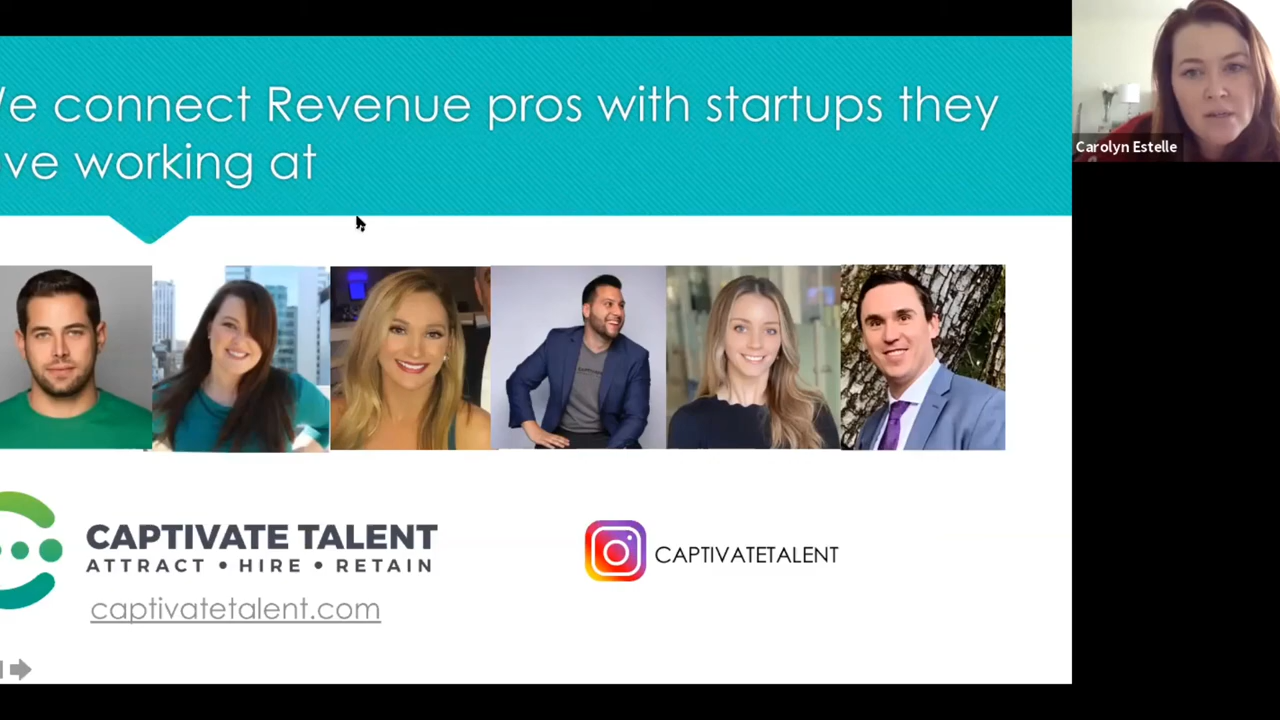 e connect Revenue pros with startups they
ve working at
Carolyn Estelle
CAPTIVATE TALENT
ATTRACT • HIRE • RETAIN
captivatetalent.com
CAPTIVATETALENT